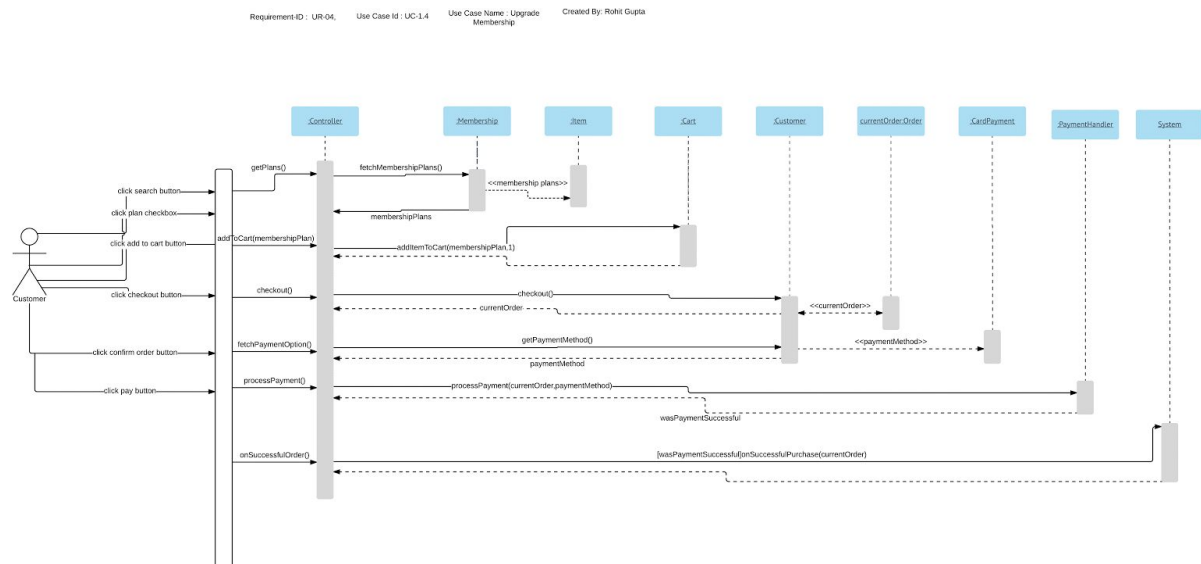 Requirement-ID : UR-04,
Use Case Id : UC-1.4
Use Case Name : Upgrade
Membership
Created By: Rohit Gupta
:Controller
:Membership
:Item
:Cart
:Customer
currentOrder:Order
:CardPayment
:PaymentHandler
System
getPlans()
fetchMembershipPlans()
<<membership plans>>
click search button
click plan checkbox
membershipPlans
addToCart(membershipPlan)
click add to cart button
addItemToCart(membershipPlan,1)
Customer
click checkout button
checkout()
checkout()
<<currentOrder>>
currentOrder
getPaymentMethod()
<<paymentMethod>>
click confirm order button
fetchPaymentOption()
paymentMethod
processPayment()
processPayment(currentOrder,paymentMethod)
click pay button
wasPaymentSuccessful
onSuccessfulOrder()
[wasPaymentSuccessful]onSuccessfulPurchase(currentOrder)